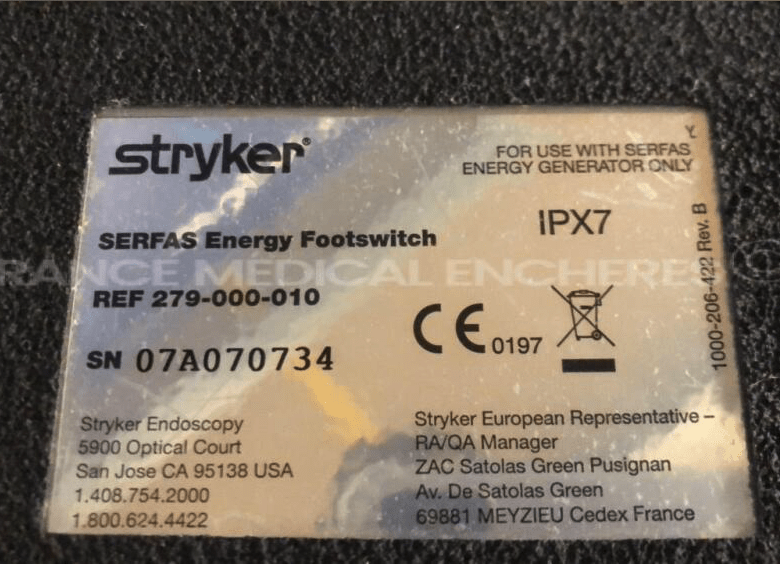 stryker®
FOR USE WITH SERFAS
ENERGY GENERATOR ONLY
SERFAS Energy Footswitch
IPX7
REF 279-000-010
CE 0197
SN 07A070734
1000-206-422 Rev. B
Stryker Endoscopy
5900 Optical Court
San Jose CA 95138 USA
1.408.754.2000
1.800.624.4422
Stryker European Representative –
RA/QA Manager
ZAC Satolas Green Pusignan
Av. De Satolas Green
69881 MEYZIEU Cedex France
RANCE MEDICAL ENCHERES ©